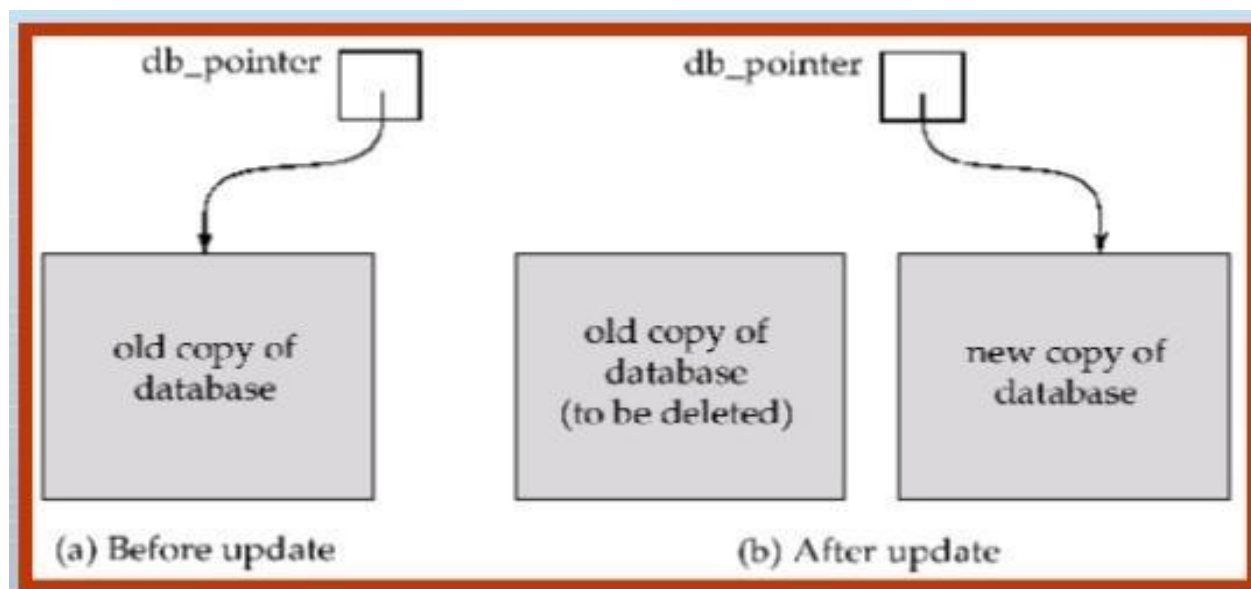 db_pointer
db_pointer
old copy of
database
old copy of
database
(to be deleted)
new copy of
database
(a) Before update
(b) After update